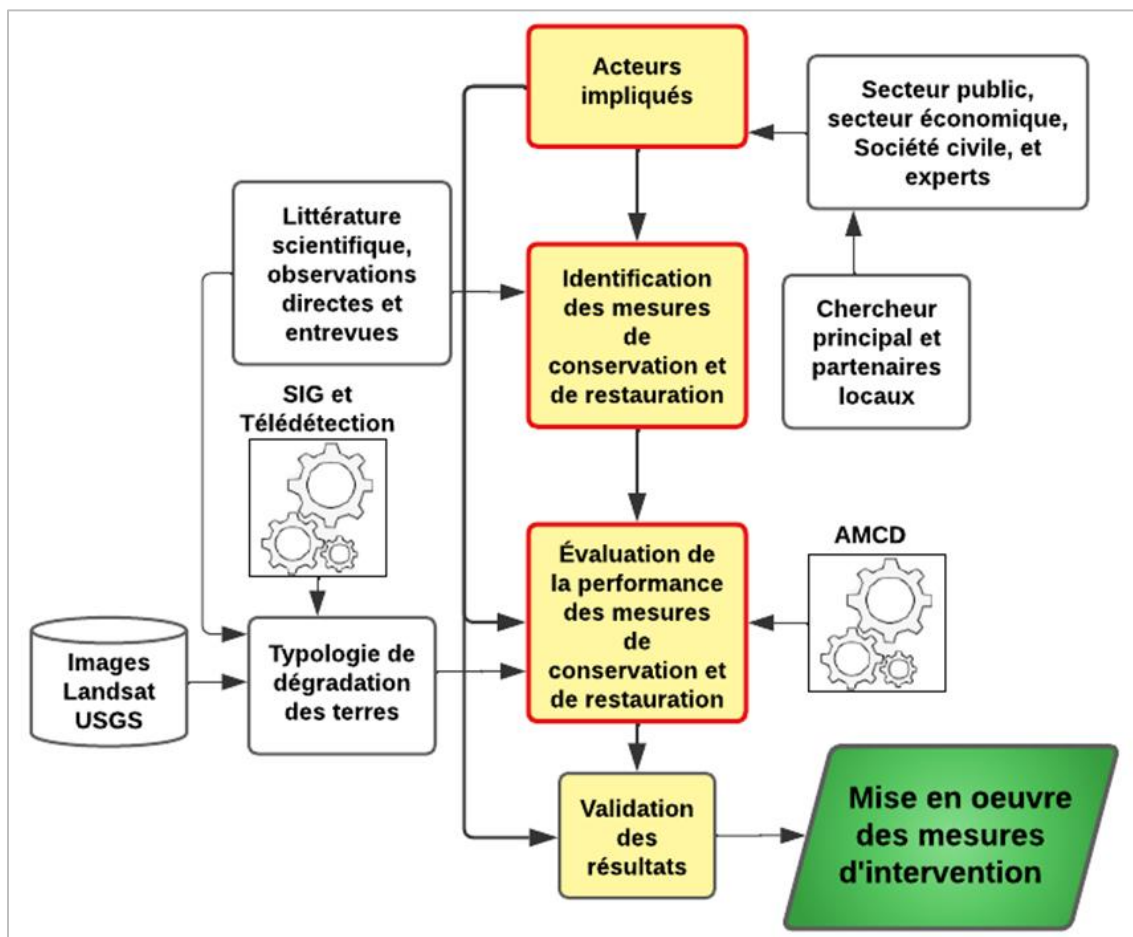 Acteurs
impliqués
Secteur public,
secteur économique,
Société civile, et
experts
Littérature
scientifique,
observations
directes et
entrevues
Identification
des mesures
de
conservation et
de restauration
Chercheur
principal et
partenaires
locaux
SIG et
Télédétection
Évaluation de
la performance
des mesures
de
conservation et
de restauration
AMCD
Images
Landsat
USGS
Typologie de
dégradation
des terres
Validation
des
résultats
Mise en oeuvre
des mesures
d'intervention